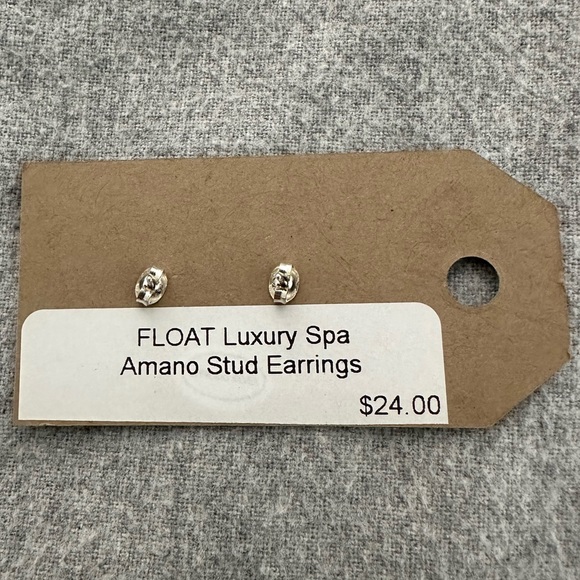 FLOAT Luxury Spa
Amano Stud Earrings
$24.00